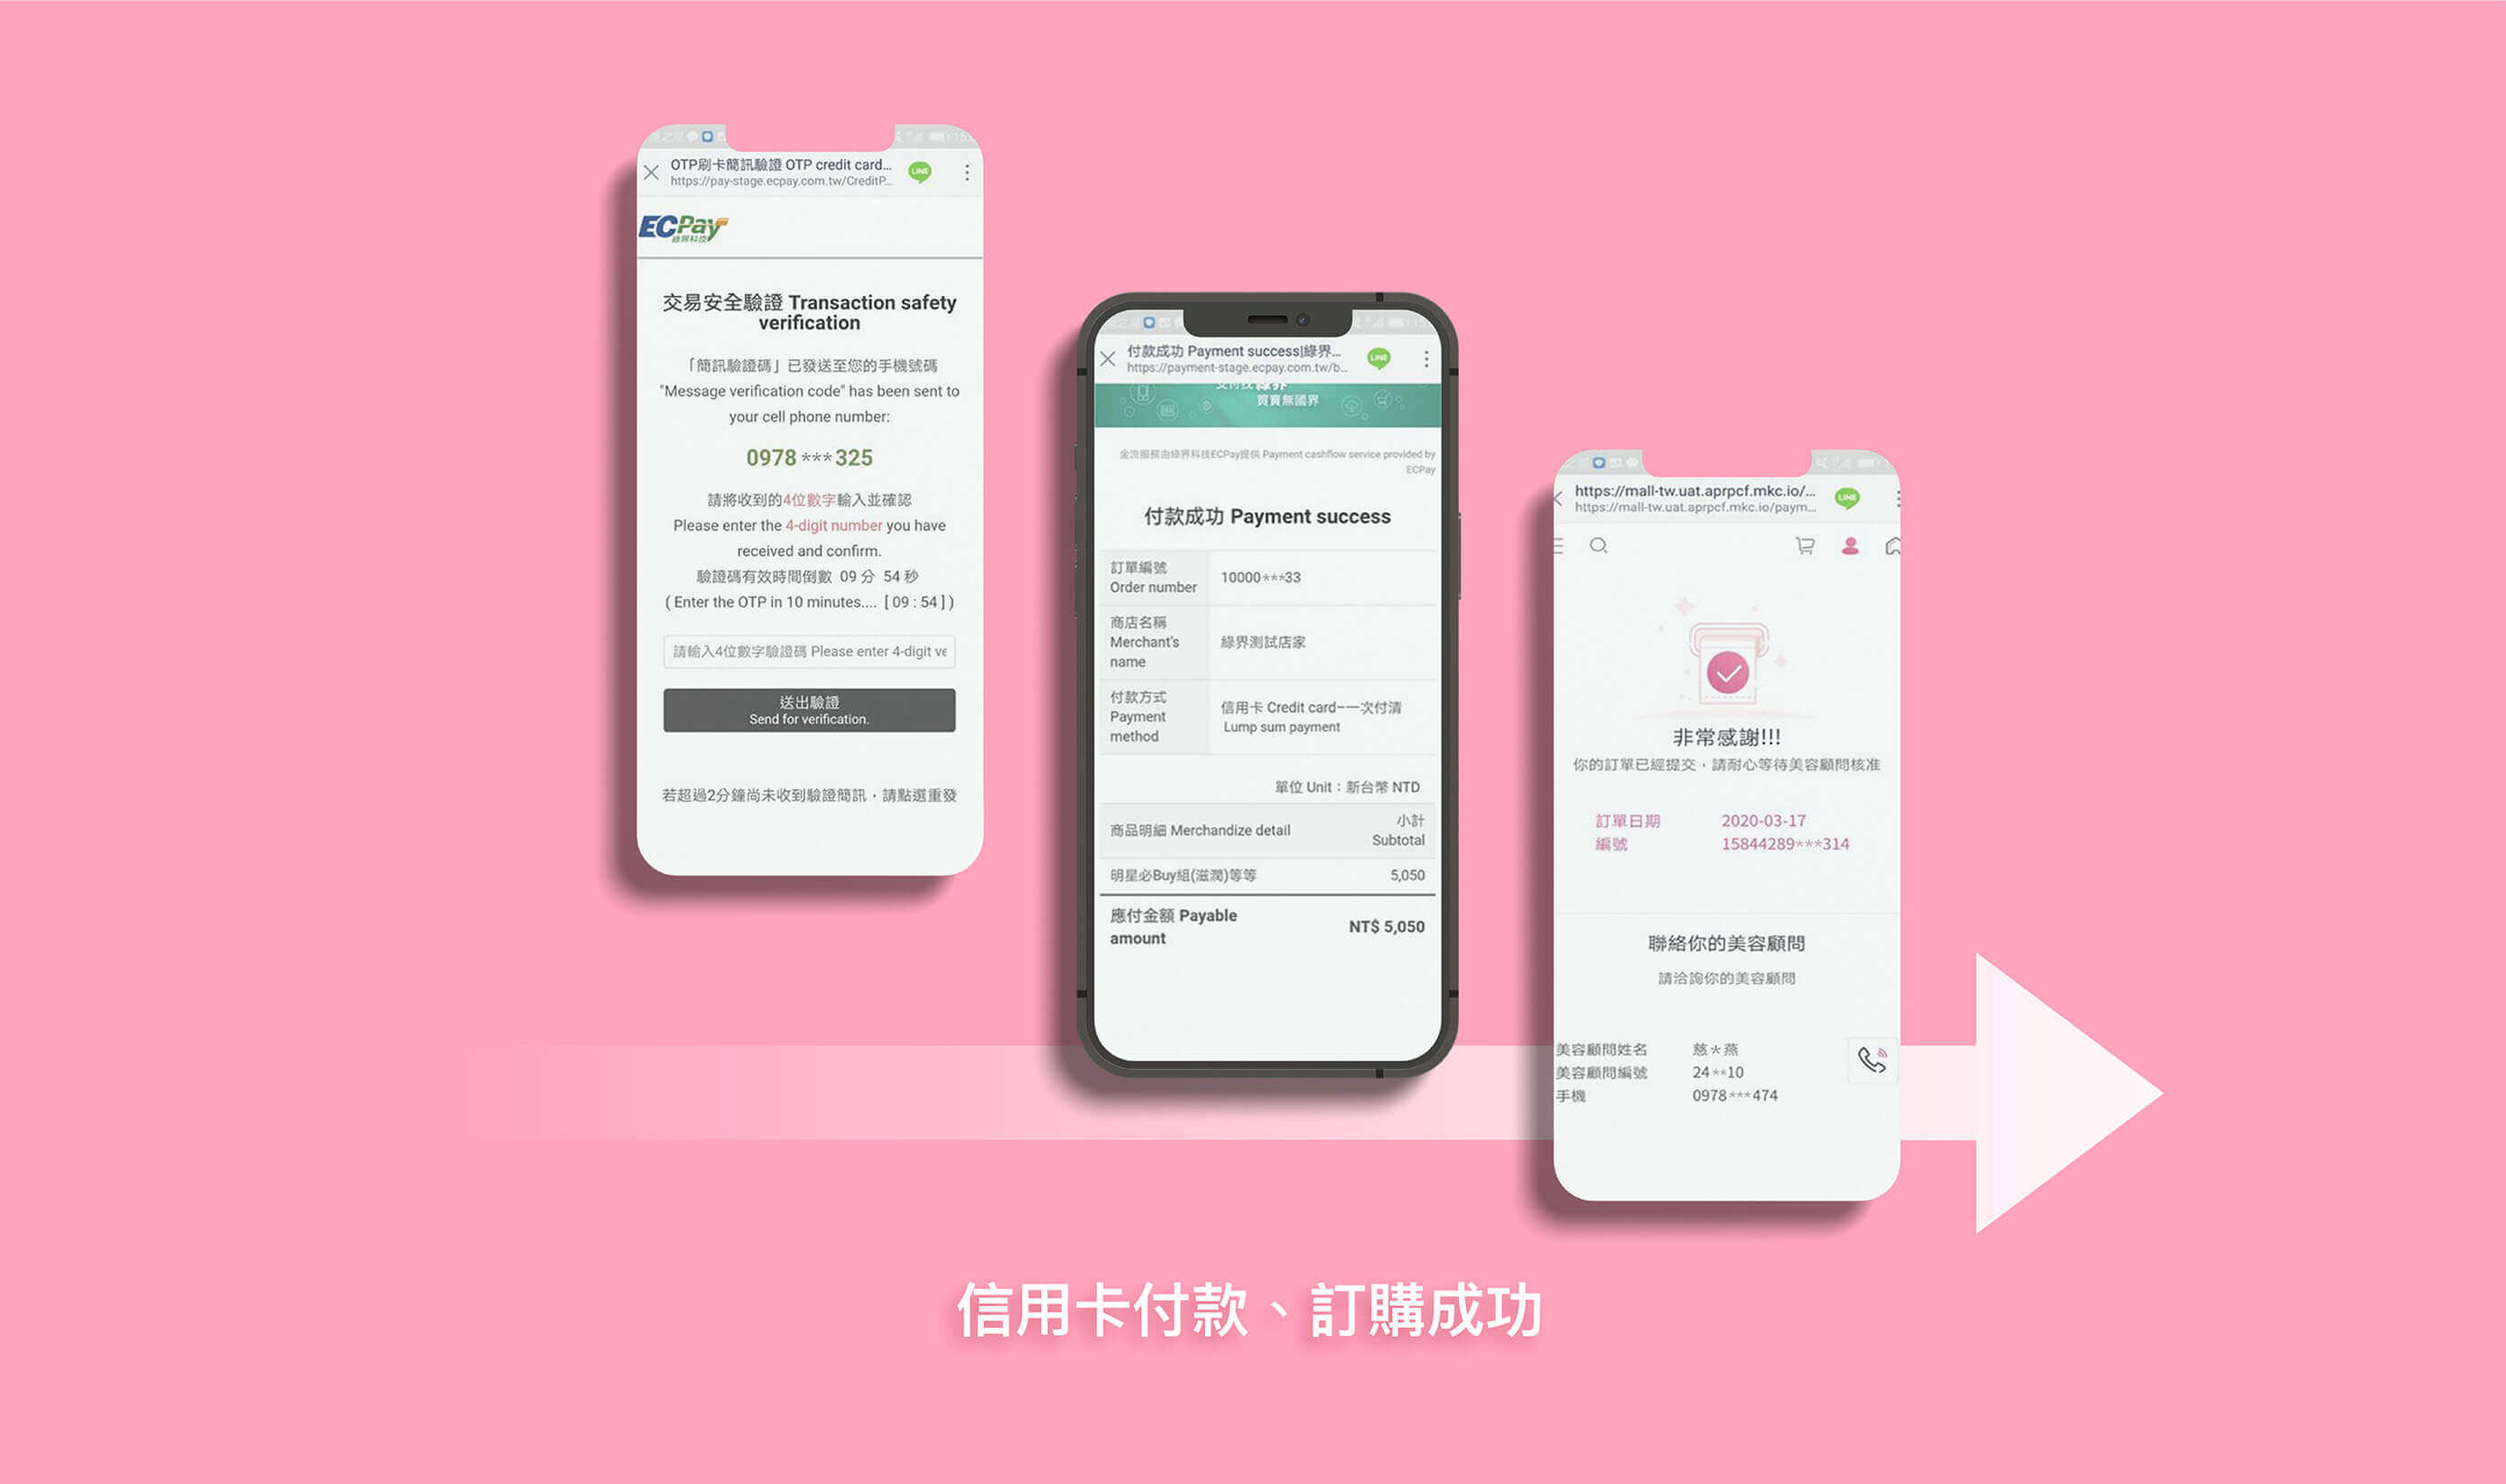 OTP刷卡簡訊驗證 OTP credit card...
https://pay-stage.ecpay.com.tw/CreditP...
LINE
ECPay
綠界科技
交易安全驗證 Transaction safety
verification
「簡訊驗證碼」已發送至您的手機號碼
"Message verification code" has been sent to
your cell phone number:
0978***325
請將收到的4位數字輸入並確認
Please enter the 4-digit number you have
received and confirm.
驗證碼有效時間倒數 09 分 54 秒
( Enter the OTP in 10 minutes.... [ 09 : 54 ] )
請輸入4位數字驗證碼 Please enter 4-digit ve
送出驗證
Send for verification.
若超過2分鐘尚未收到驗證簡訊，請點選重發
付款成功 Payment success|綠界...
https://payment-stage.ecpay.com.tw/b...
LINE
買賣無國界
金流服務由綠界科技ECPay提供 Payment cashflow service provided by
ECPay
付款成功 Payment success
訂單編號
Order number
10000***33
商店名稱
Merchant's
name
綠界測試店家
付款方式
Payment
method
信用卡 Credit card-一次付清
Lump sum payment
單位 Unit：新台幣 NTD
商品明細 Merchandize detail
小計
Subtotal
明星必Buy組(滋潤)等等 5,050
應付金額 Payable
amount
NT$ 5,050
https://mall-tw.uat.aprpcf.mkc.io/...
https://mall-tw.uat.aprpcf.mkc.io/paym...
LINE
非常感謝!!!
你的訂單已經提交，請耐心等待美容顧問核准
訂單日期 2020-03-17
編號 15844289***314
聯絡你的美容顧問
請洽詢你的美容顧問
美容顧問姓名 慈*燕
美容顧問編號 24**10
手機 0978***474
信用卡付款、訂購成功